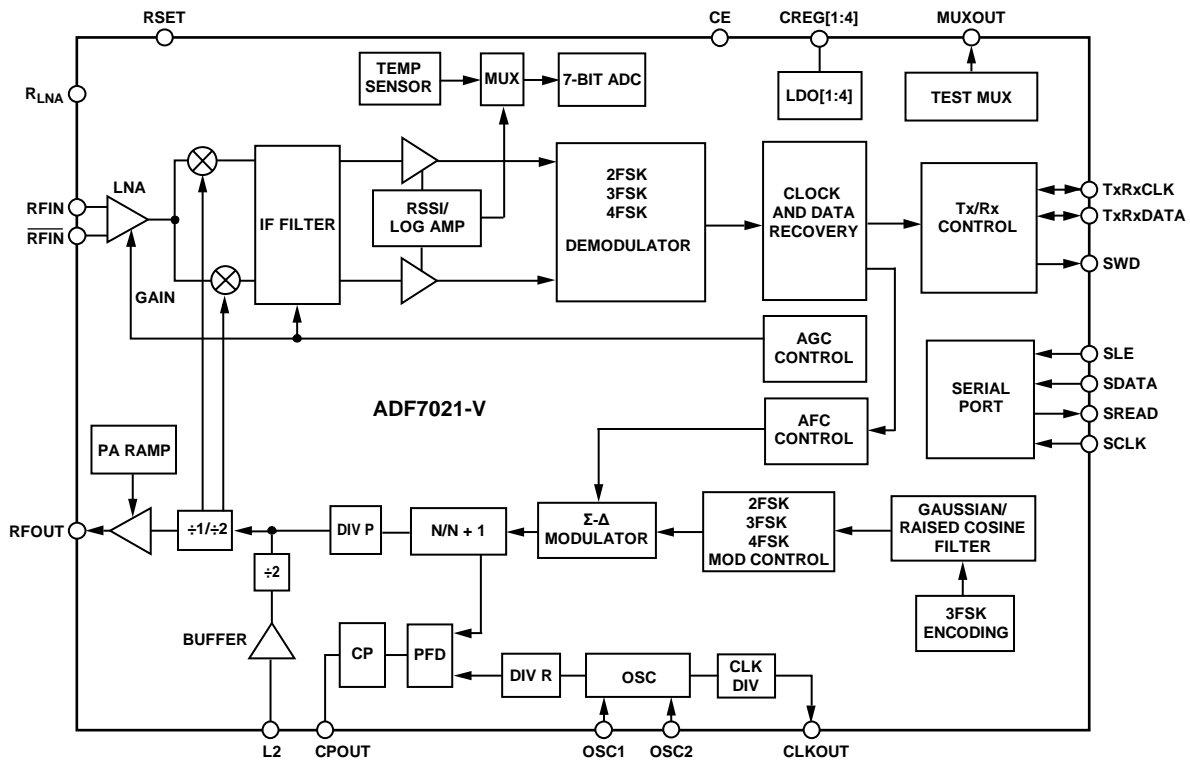 RSET
CE
CREG[1:4]
MUXOUT
TEMP
SENSOR
MUX
7-BIT ADC
LDO[1:4]
TEST MUX
RLNA
LNA
RFIN
RFIN
GAIN
IF FILTER
RSSI/
LOG AMP
2FSK
3FSK
4FSK
DEMODULATOR
CLOCK
AND DATA
RECOVERY
Tx/Rx
CONTROL
TxRxCLK
TxRxDATA
SWD
AGC
CONTROL
SERIAL
PORT
SLE
SDATA
SREAD
SCLK
ADF7021-V
AFC
CONTROL
PA RAMP
RFOUT
÷1/÷2
DIV P
N/N + 1
Σ-Δ
MODULATOR
2FSK
3FSK
4FSK
MOD CONTROL
GAUSSIAN/
RAISED COSINE
FILTER
÷2
3FSK
ENCODING
BUFFER
CP
PFD
DIV R
OSC
CLK
DIV
L2
CPOUT
OSC1
OSC2
CLKOUT